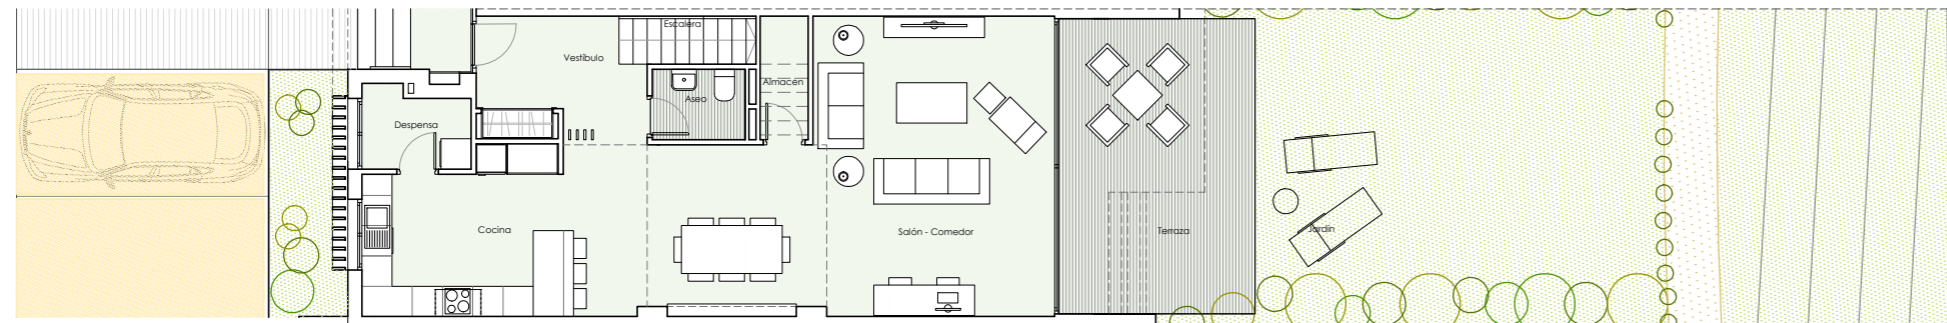 Escalera
Vestíbulo
Almacén
Aseo
Despensa
Cocina
Salón - Comedor
Terraza
Jardín